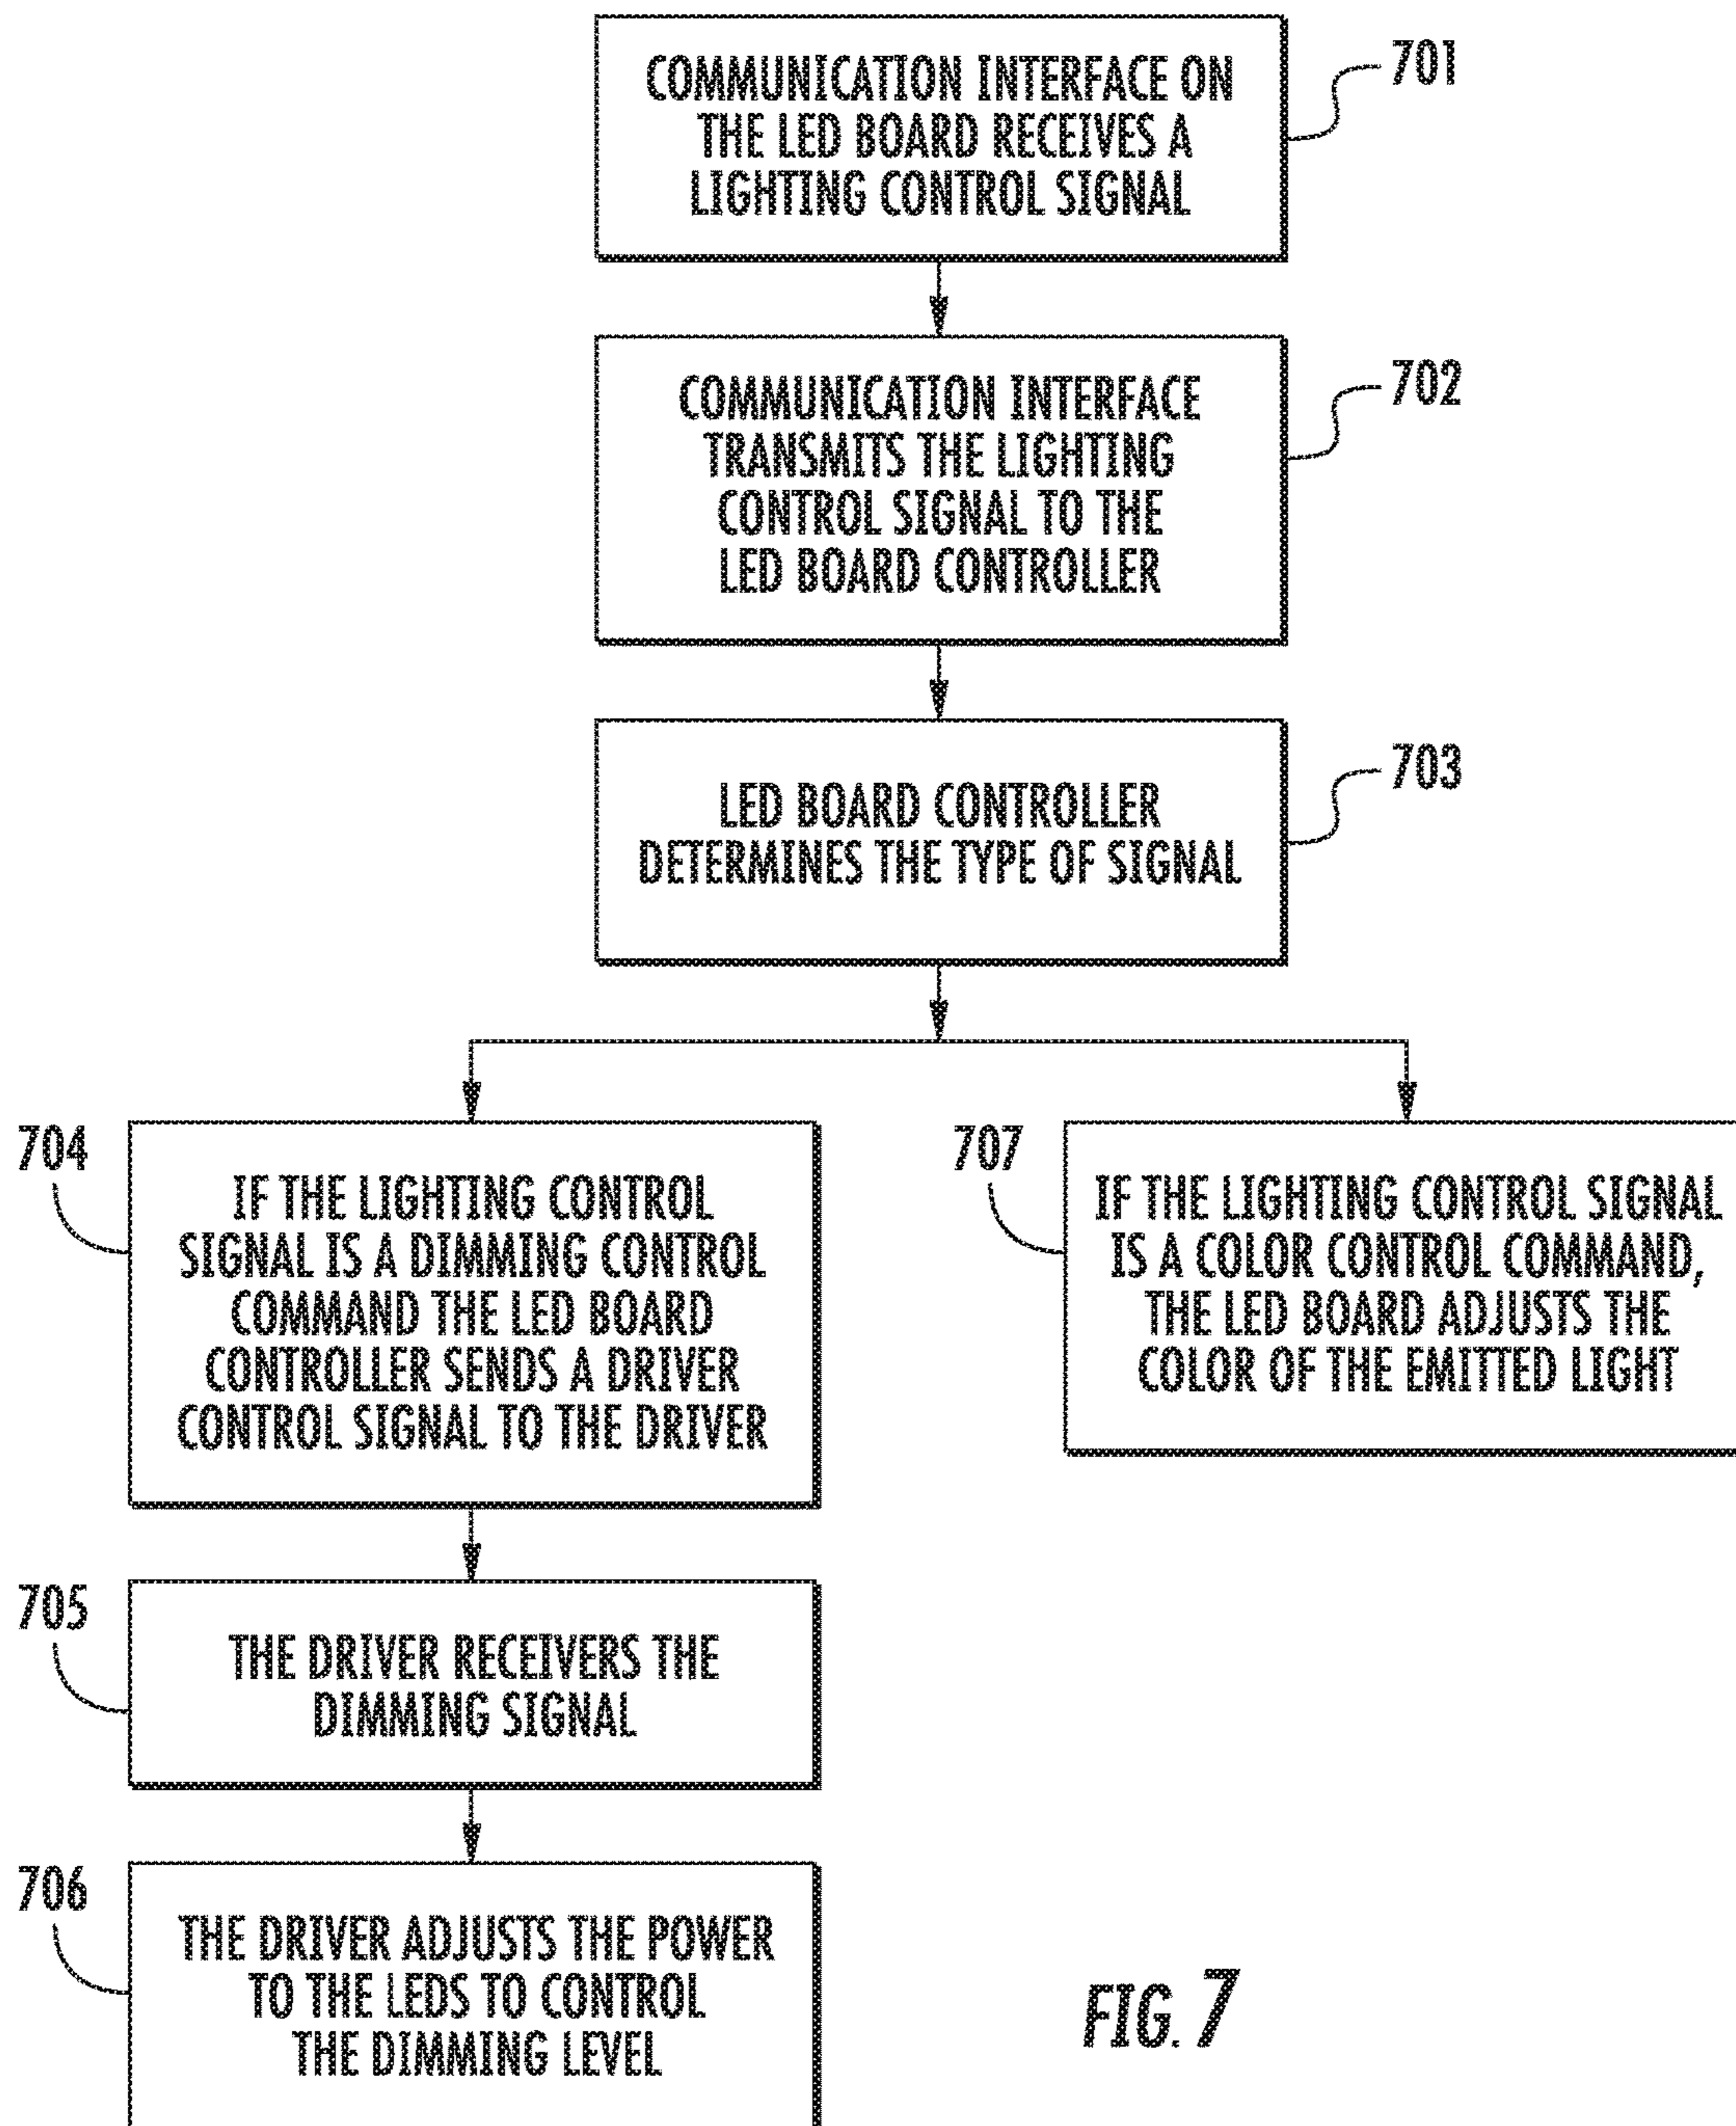 COMMUNICATION INTERFACE ON
THE LED BOARD RECEIVES A
LIGHTING CONTROL SIGNAL
701
COMMUNICATION INTERFACE
TRANSMITS THE LIGHTING
CONTROL SIGNAL TO THE
LED BOARD CONTROLLER
702
LED BOARD CONTROLLER
DETERMINES THE TYPE OF SIGNAL
703
704
IF THE LIGHTING CONTROL
SIGNAL IS A DIMMING CONTROL
COMMAND THE LED BOARD
CONTROLLER SENDS A DRIVER
CONTROL SIGNAL TO THE DRIVER
707
IF THE LIGHTING CONTROL SIGNAL
IS A COLOR CONTROL COMMAND,
THE LED BOARD ADJUSTS THE
COLOR OF THE EMITTED LIGHT
705
THE DRIVER RECEIVERS THE
DIMMING SIGNAL
706
THE DRIVER ADJUSTS THE POWER
TO THE LEDS TO CONTROL
THE DIMMING LEVEL
FIG. 7